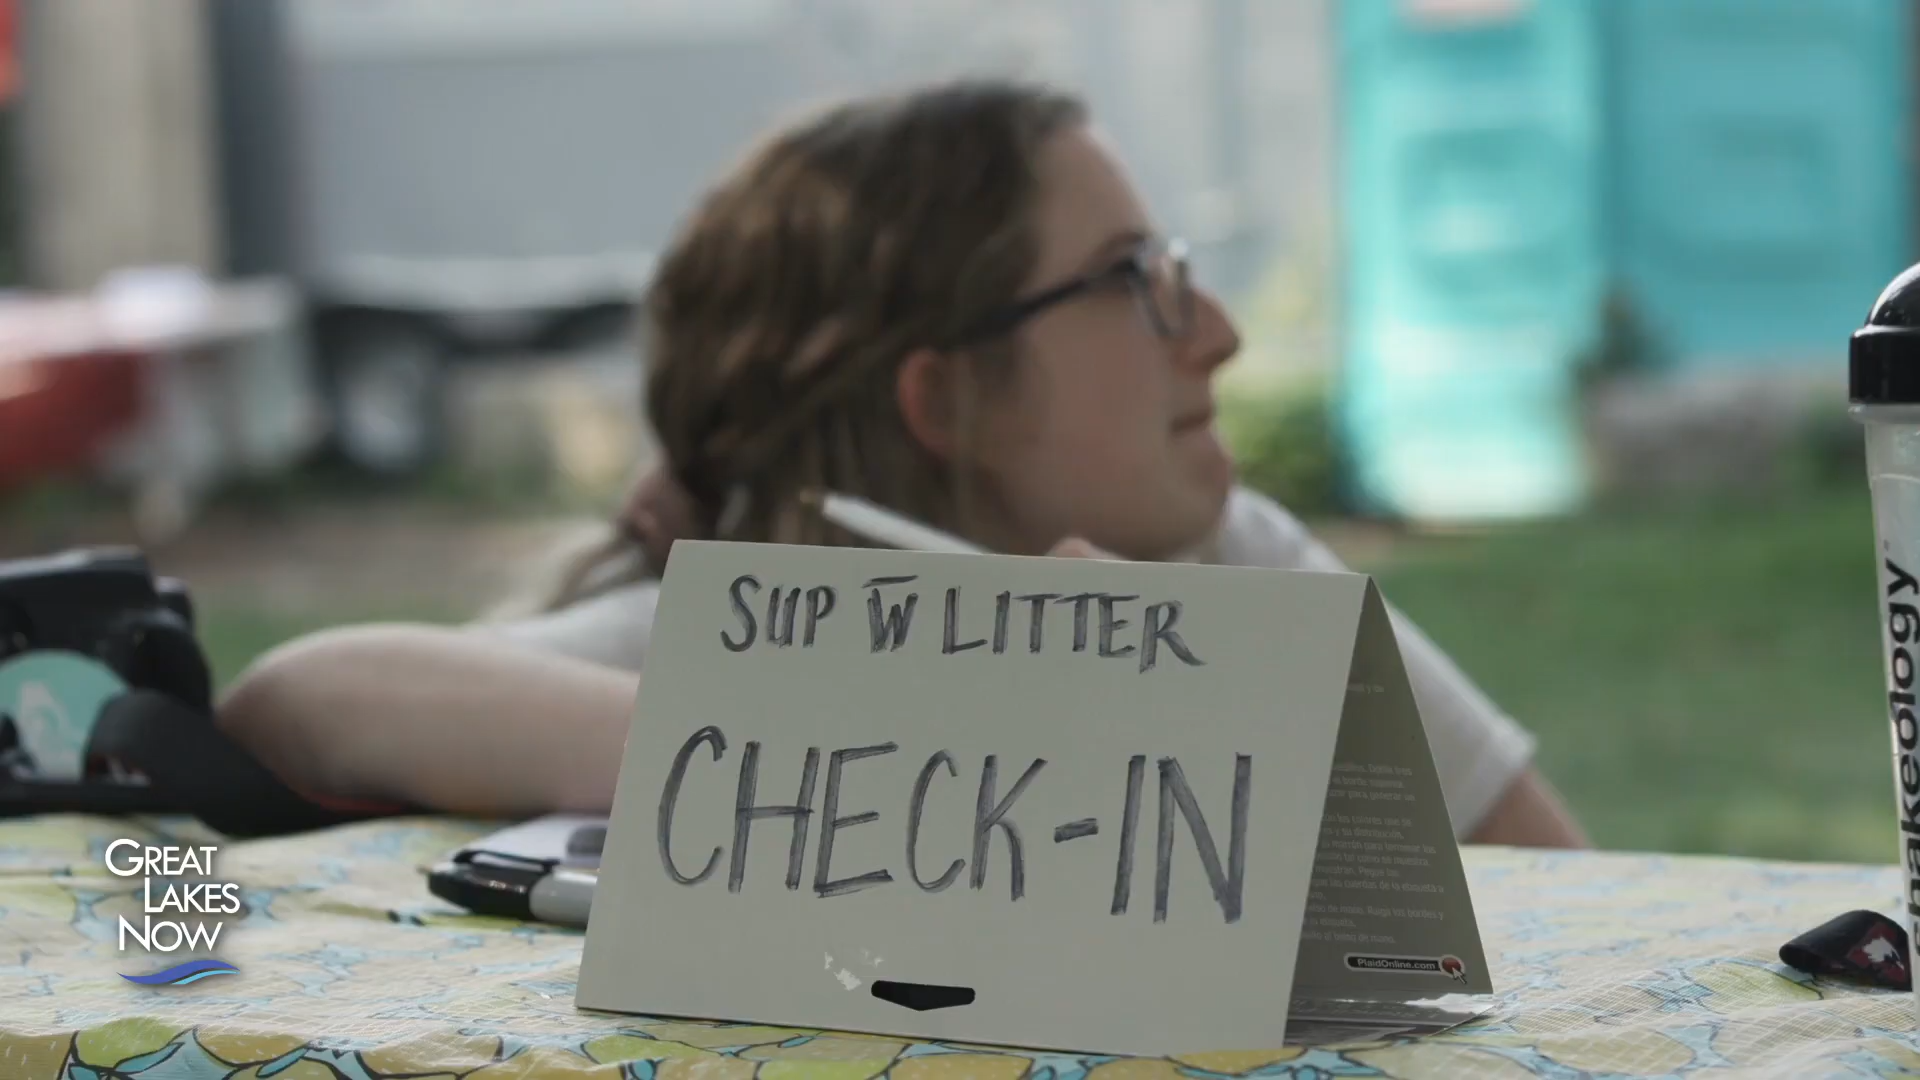 SUP W̄ LITTER
CHECK-IN
GREAT
LAKES
NOW
PlaidOnline.com
shakeology